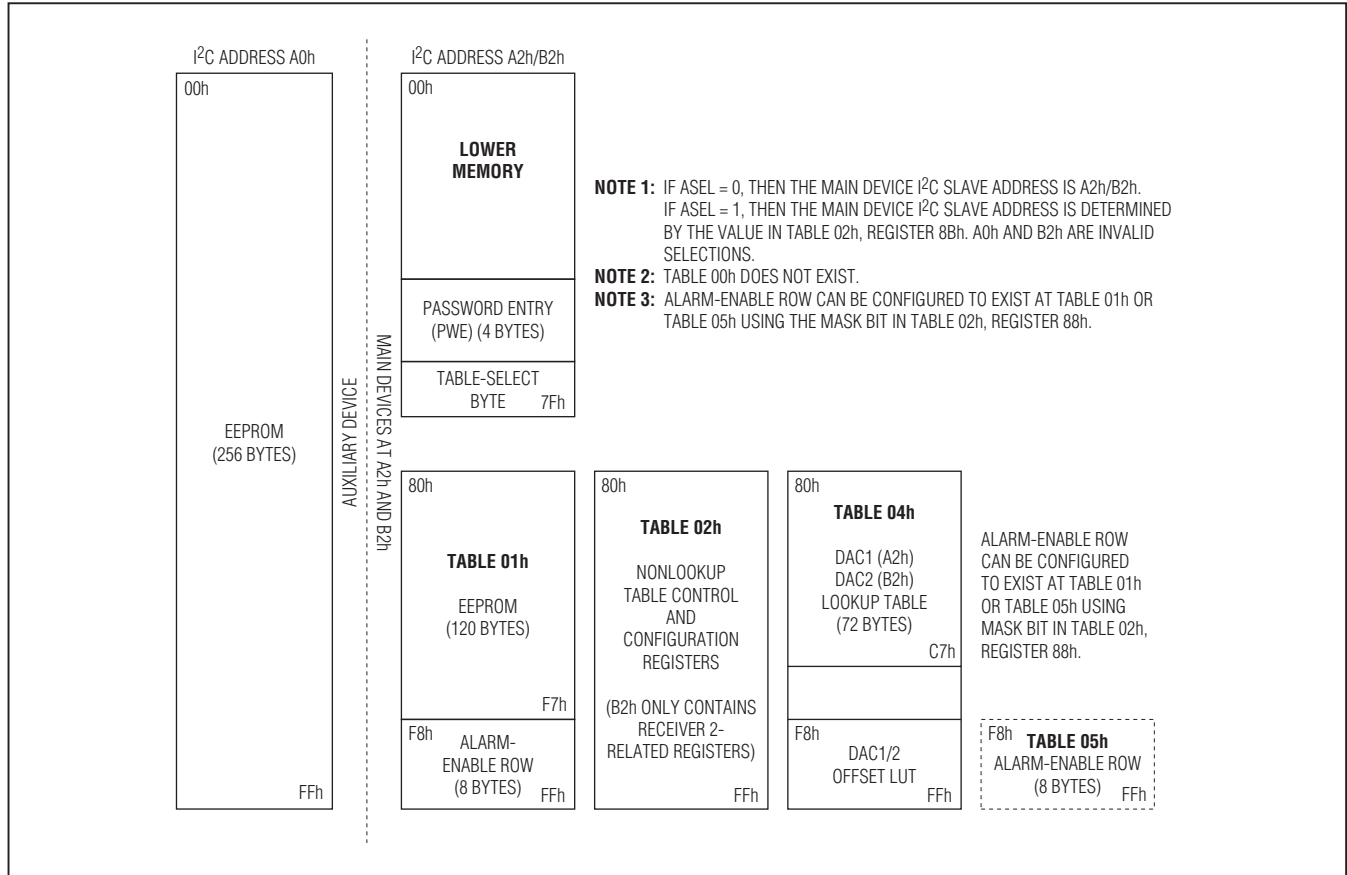 I2C ADDRESS A0h
00h
EEPROM
(256 BYTES)
FFh
AUXILIARY DEVICE
MAIN DEVICES AT A2h AND B2h
I2C ADDRESS A2h/B2h
00h
LOWER
MEMORY
PASSWORD ENTRY
(PWE) (4 BYTES)
TABLE-SELECT
BYTE 7Fh
NOTE 1: IF ASEL = 0, THEN THE MAIN DEVICE I2C SLAVE ADDRESS IS A2h/B2h.
IF ASEL = 1, THEN THE MAIN DEVICE I2C SLAVE ADDRESS IS DETERMINED
BY THE VALUE IN TABLE 02h, REGISTER 8Bh. A0h AND B2h ARE INVALID
SELECTIONS.
NOTE 2: TABLE 00h DOES NOT EXIST.
NOTE 3: ALARM-ENABLE ROW CAN BE CONFIGURED TO EXIST AT TABLE 01h OR
TABLE 05h USING THE MASK BIT IN TABLE 02h, REGISTER 88h.
80h
TABLE 01h
EEPROM
(120 BYTES)
F7h
F8h
ALARM-
ENABLE ROW
(8 BYTES)
FFh
80h
TABLE 02h
NONLOOKUP
TABLE CONTROL
AND
CONFIGURATION
REGISTERS
(B2h ONLY CONTAINS
RECEIVER 2-
RELATED REGISTERS)
FFh
80h
TABLE 04h
DAC1 (A2h)
DAC2 (B2h)
LOOKUP TABLE
(72 BYTES)
C7h
F8h
DAC1/2
OFFSET LUT
FFh
ALARM-ENABLE ROW
CAN BE CONFIGURED
TO EXIST AT TABLE 01h
OR TABLE 05h USING
MASK BIT IN TABLE 02h,
REGISTER 88h.
F8h
TABLE 05h
ALARM-ENABLE ROW
(8 BYTES)
FFh